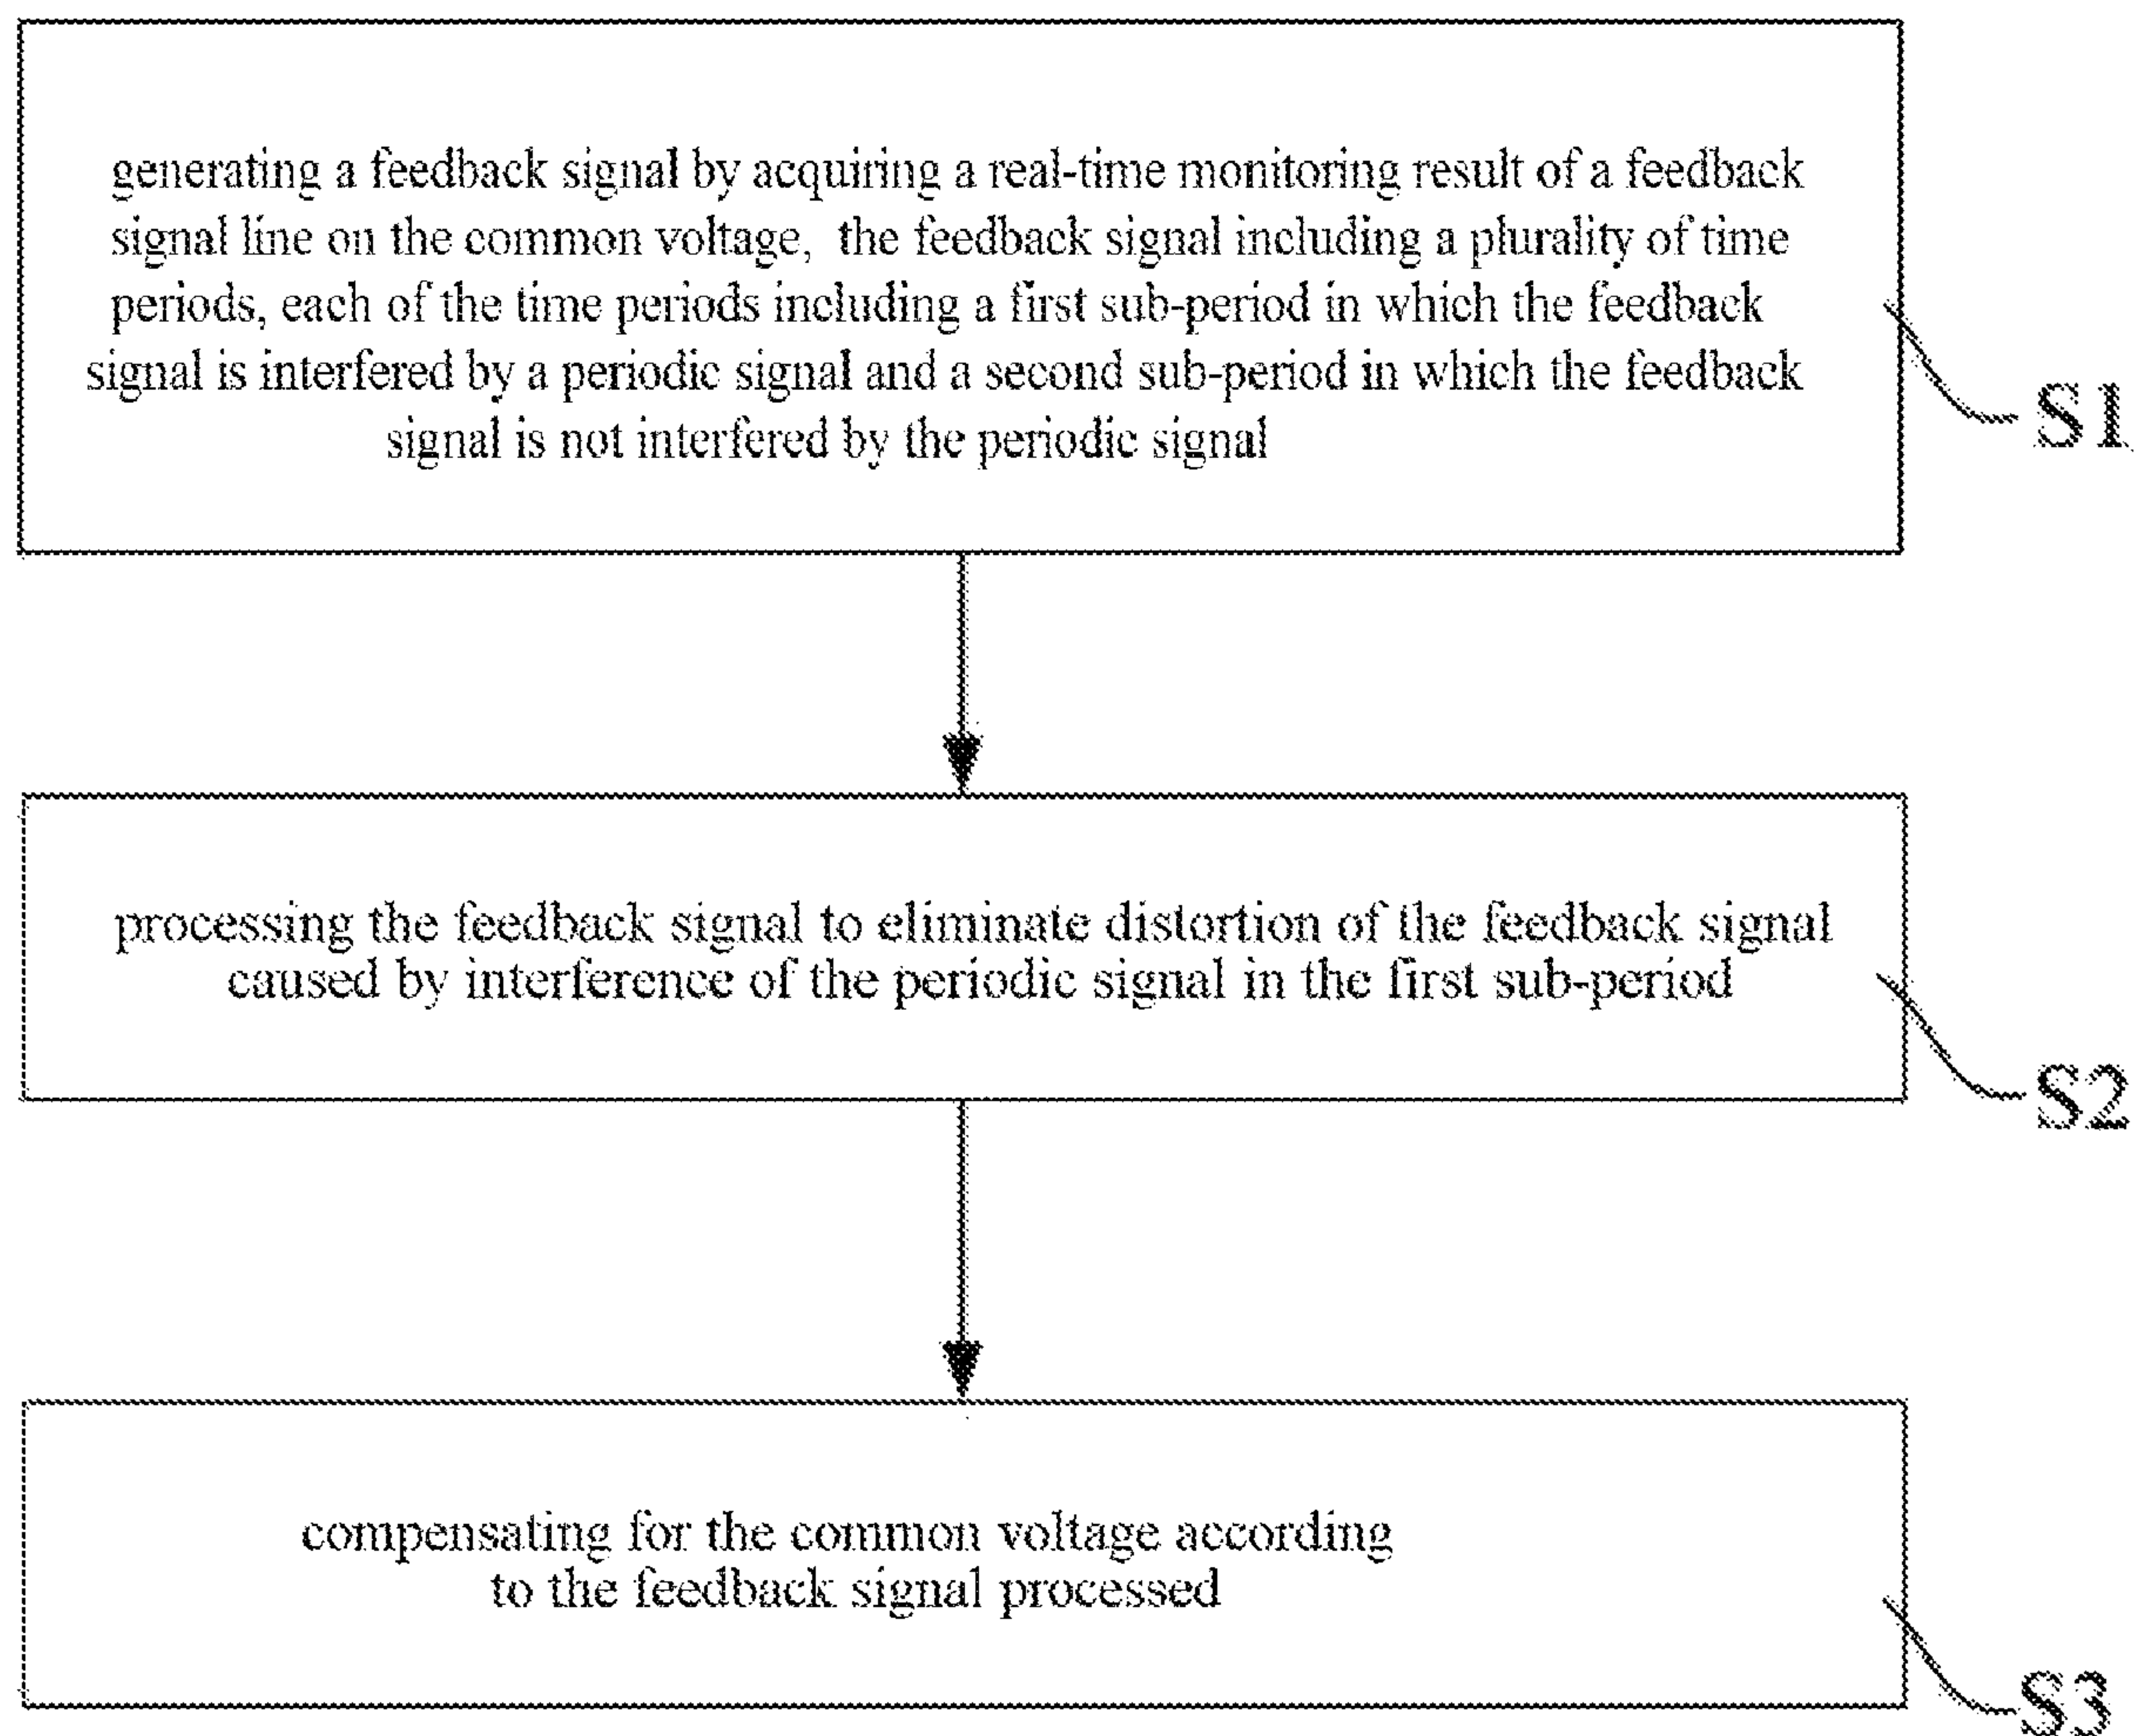 generating a feedback signal by acquiring a real-time monitoring result of a feedback
signal line on the common voltage, the feedback signal including a plurality of time
periods, each of the time periods including a first sub-period in which the feedback
signal is interfered by a periodic signal and a second sub-period in which the feedback
signal is not interfered by the periodic signal
S1
processing the feedback signal to eliminate distortion of the feedback signal
caused by interference of the periodic signal in the first sub-period
S2
compensating for the common voltage according
to the feedback signal processed
S3